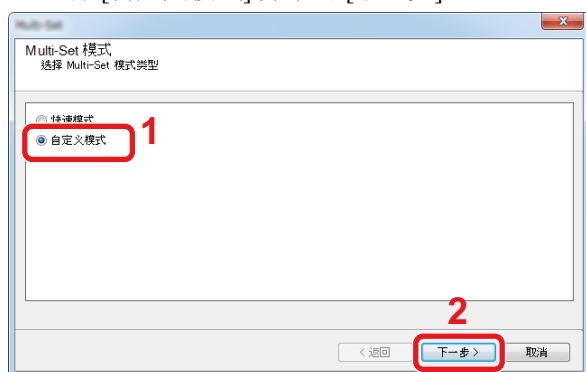 Multi-Set
Multi-Set 模式
选择 Multi-Set 模式类型
快速模式
自定义模式
1
2
< 返回
下一步 >
取消